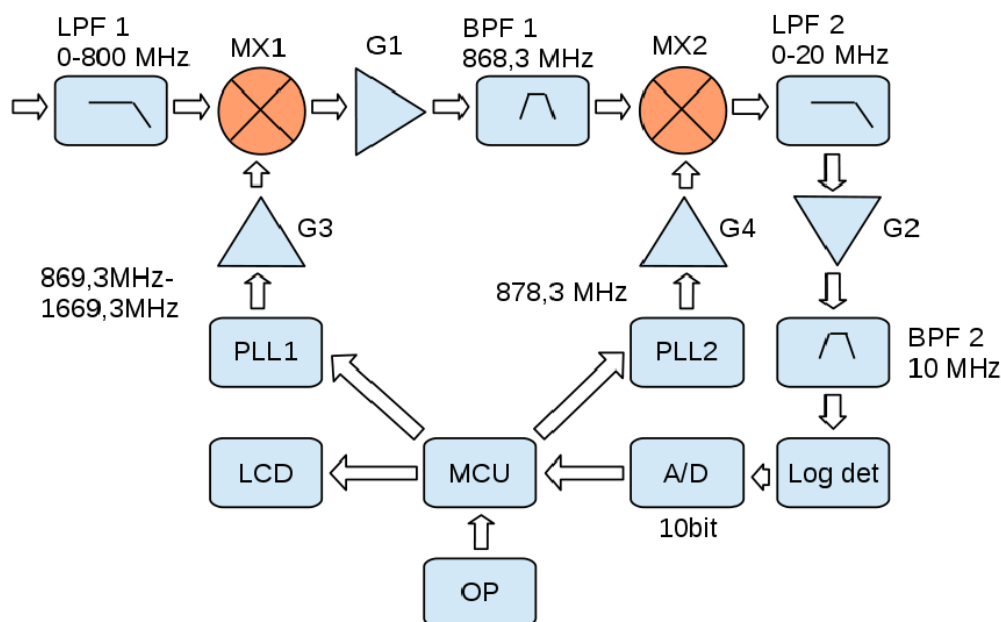 LPF 1
0-800 MHz
MX1
G1
BPF 1
868,3 MHz
MX2
LPF 2
0-20 MHz
G3
G4
G2
869,3MHz-
1669,3MHz
878,3 MHz
PLL1
PLL2
BPF 2
10 MHz
LCD
MCU
A/D
Log det
10bit
OP